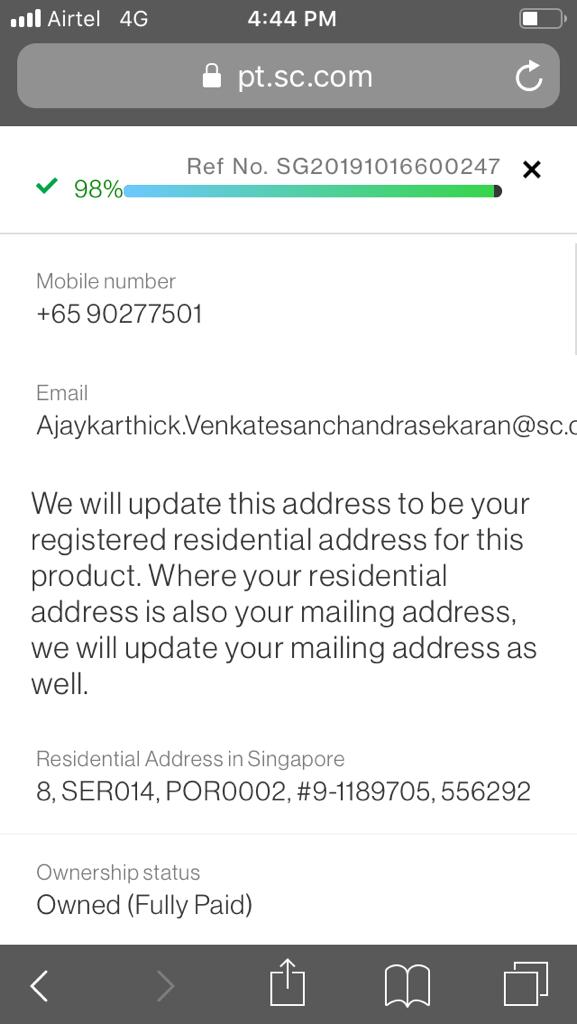 Airtel 4G 4:44 PM
pt.sc.com
Ref No. SG20191016600247
98%
Mobile number
+65 90277501
Email
Ajaykarthick.Venkatesanchandrasekaran@sc.c
We will update this address to be your
registered residential address for this
product. Where your residential
address is also your mailing address,
we will update your mailing address as
well.
Residential Address in Singapore
8, SER014, POR0002, #9-1189705, 556292
Ownership status
Owned (Fully Paid)